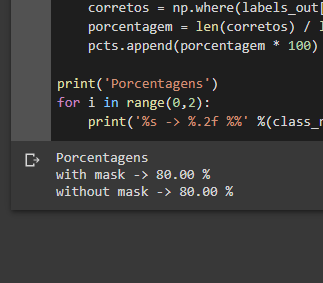 corretos = np.where(labels_out[
porcentagem = len(corretos) /
pcts.append(porcentagem * 100)
print('Porcentagens')
for i in range(0,2):
print('%s -> %.2f %%' %(class_
Porcentagens
with mask -> 80.00 %
without mask -> 80.00 %